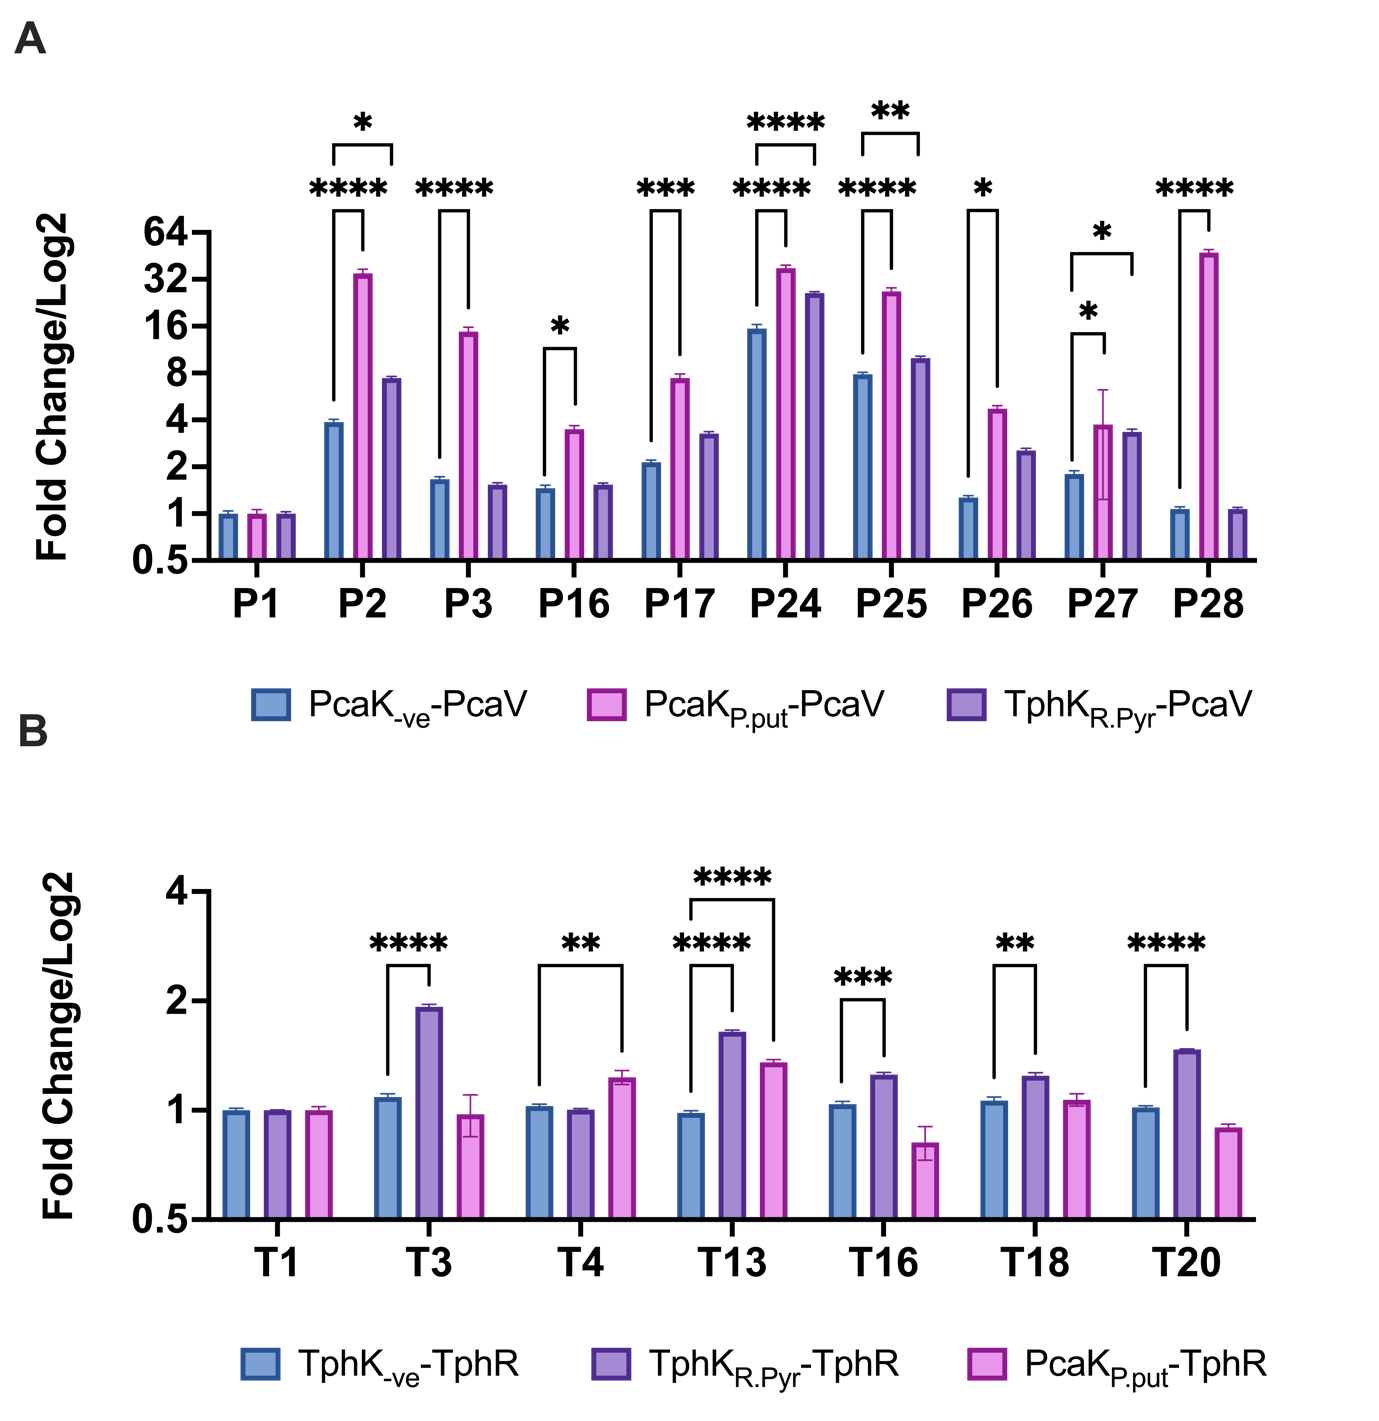 A
Fold Change/Log2
64
32
16
8
4
2
1
0.5
* **** **** * *** **** **** ** **** * * * ****
P1 P2 P3 P16 P17 P24 P25 P26 P27 P28
PcaK-ve-PcaV PcaKP.put-PcaV TphKR.Pyr-PcaV
B
Fold Change/Log2
4
2
1
0.5
**** ** **** **** *** ** ****
T1 T3 T4 T13 T16 T18 T20
TphK-ve-TphR TphKR.Pyr-TphR PcaKP.put-TphR